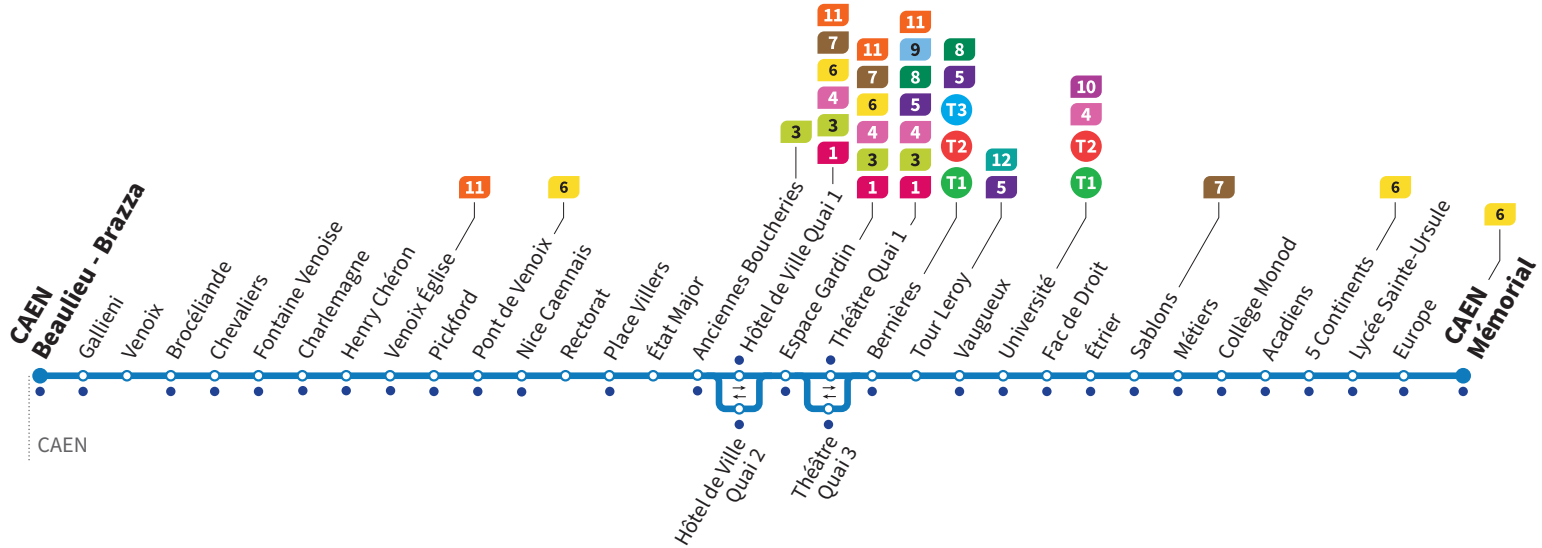 11
7
6
4
3
1
11
7
6
4
3
1
11
9
8
5
4
3
1
8
5
T3
T2
T1
12
5
10
4
T2
T1
3
11
6
7
6
6
CAEN
Beaulieu - Brazza
Gallieni
Venoix
Brocéliande
Chevaliers
Fontaine Venoise
Charlemagne
Henry Chéron
Venoix Église
Pickford
Pont de Venoix
Nice Caennais
Rectorat
Place Villers
État Major
Anciennes Boucheries
Hôtel de Ville Quai 1
Espace Gardin
Théâtre Quai 1
Bernières
Tour Leroy
Vaugueux
Université
Fac de Droit
Étrier
Sablons
Métiers
Collège Monod
Acadiens
5 Continents
Lycée Sainte-Ursule
Europe
CAEN
Mémorial
CAEN
Hôtel de Ville
Quai 2
Théâtre
Quai 3